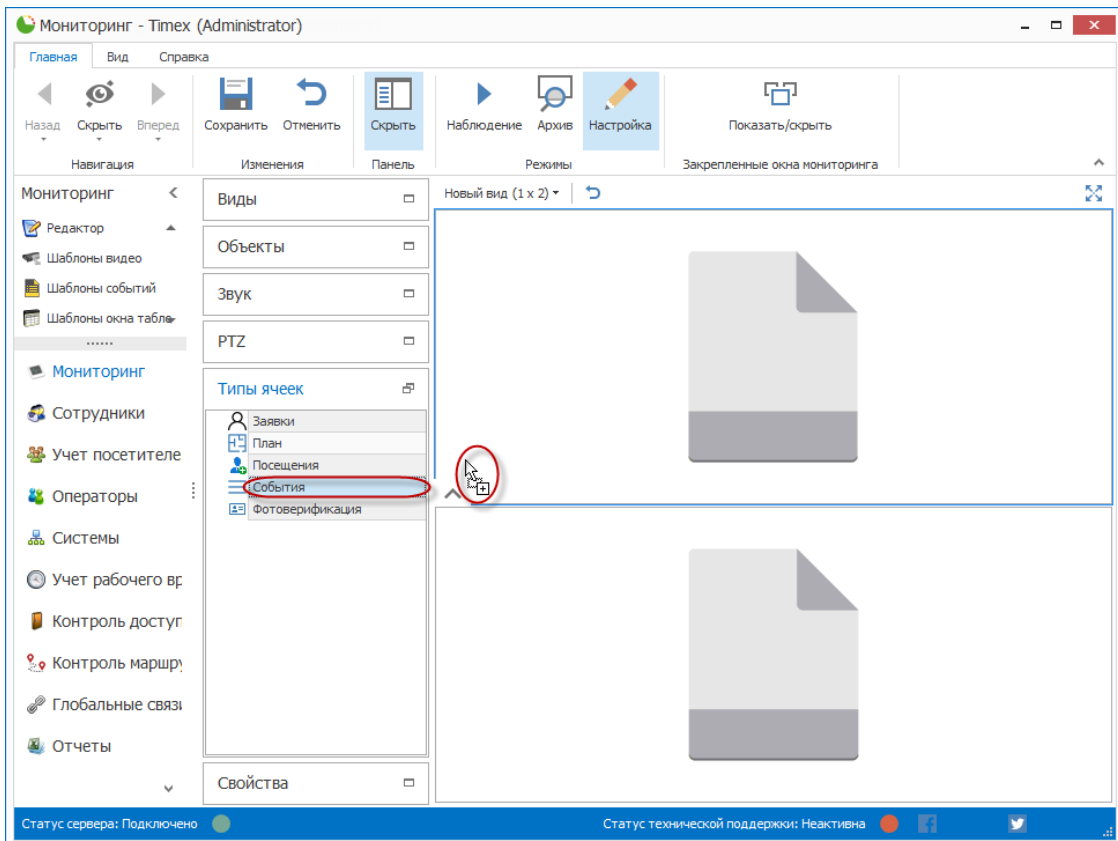 Мониторинг - Timex (Administrator)
Главная Вид Справка
Назад Скрыть Вперед Сохранить Отменить Скрыть Наблюдение Архив Настройка Показать/скрыть
Навигация Изменения Панель Режимы Закрепленные окна мониторинга
Мониторинг
Редактор
Шаблоны видео
Шаблоны событий
Шаблоны окна табло
Мониторинг
Сотрудники
Учет посетителе
Операторы
Системы
Учет рабочего вр
Контроль доступ
Контроль маршру
Глобальные связи
Отчеты
Виды
Объекты
Звук
PTZ
Типы ячеек
Заявки
План
Посещения
События
Фотоверификация
Свойства
Новый вид (1 x 2)
Статус сервера: Подключено Статус технической поддержки: Неактивна